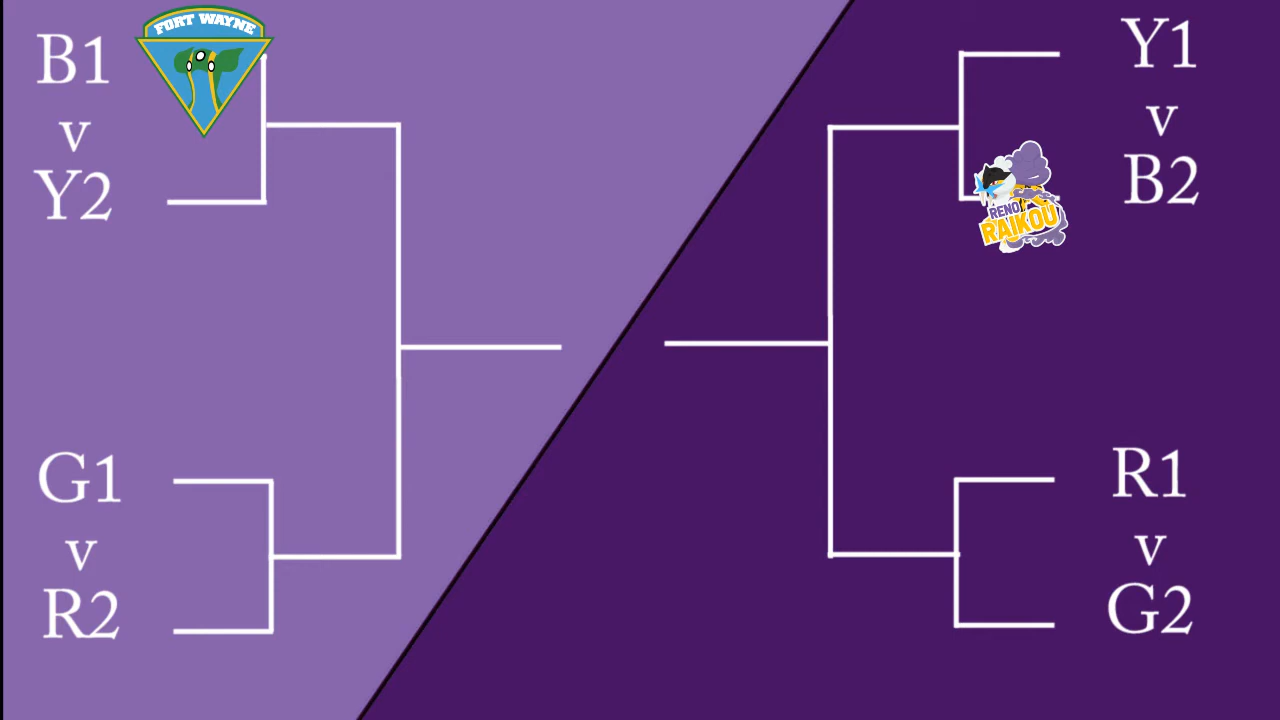 B1
v
Y2
FORT WAYNE
G1
v
R2
Y1
v
B2
RENO
RAIKOU
R1
v
G2